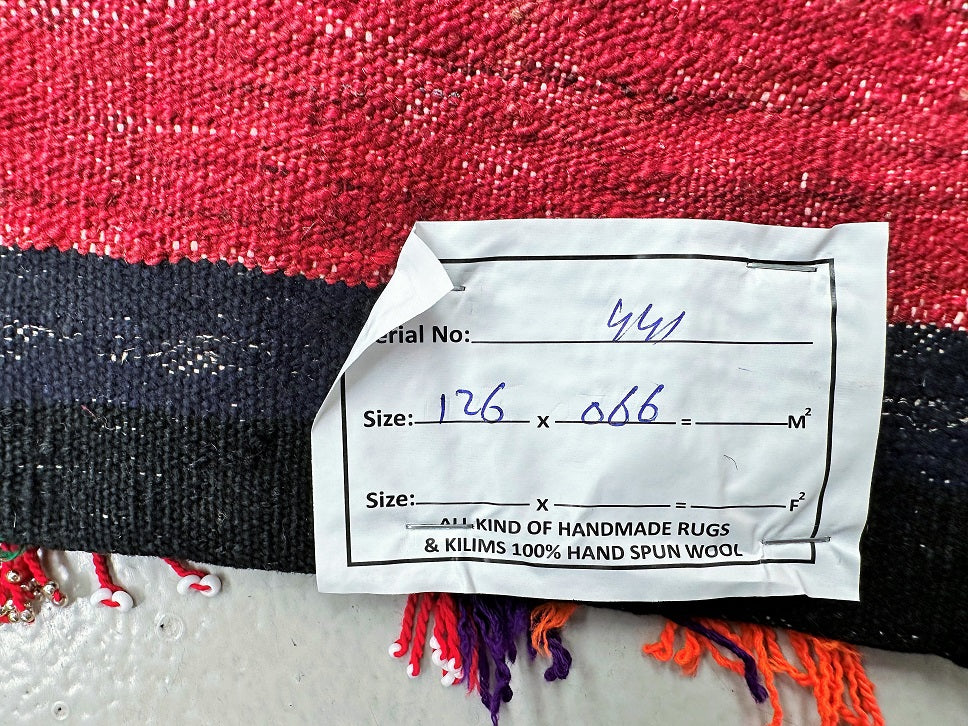 erial No: 441
Size: 126 x 066 = M²
Size: x = F²
ALL KIND OF HANDMADE RUGS
& KILIMS 100% HAND SPUN WOOL